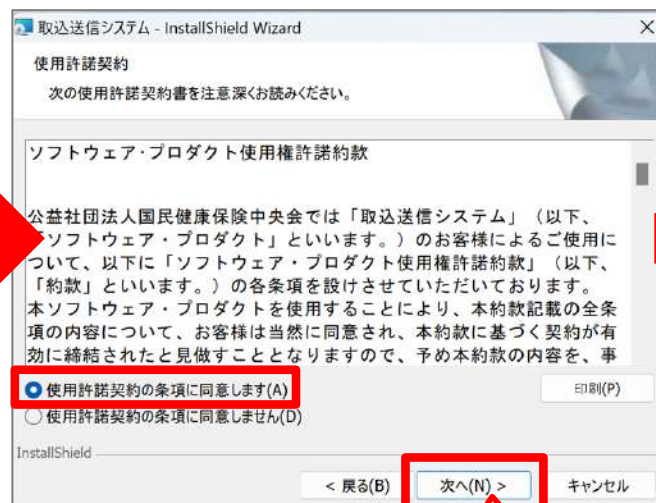 取込送信システム - InstallShield Wizard
使用許諾契約
次の使用許諾契約書を注意深くお読みください。
ソフトウェア･プロダクト使用権許諾約款
公益社団法人国民健康保険中央会では「取込送信システム」（以下、
ソフトウェア・プロダクト」といいます。）のお客様によるご使用に
ついて、以下に「ソフトウェア・プロダクト使用権許諾約款」（以下、
「約款」といいます。）の各条項を設けさせていただいております。
本ソフトウェア・プロダクトを使用することにより、本約款記載の全条
項の内容について、お客様は当然に同意され、本約款に基づく契約が有
効に締結されたと見做すこととなりますので、予め本約款の内容を、事
使用許諾契約の条項に同意します(A)
印刷(P)
使用許諾契約の条項に同意しません(D)
InstallShield
< 戻る(B)
次へ(N) >
キャンセル